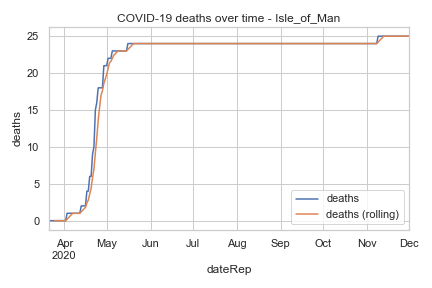 COVID-19 deaths over time - Isle_of_Man
25
20
15
10
5
0
deaths
deaths
deaths (rolling)
Apr May Jun Jul Aug Sep Oct Nov Dec
2020
dateRep